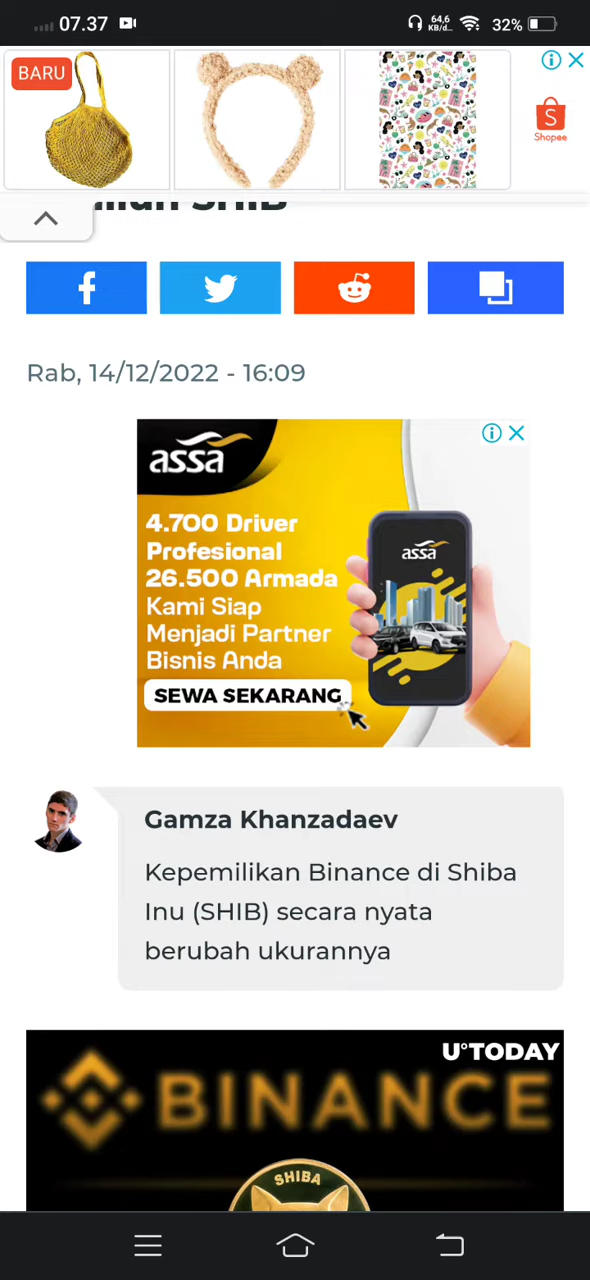 07.37
64,6
KB/d...
32%
BARU
Shopee
SHIB
Rab, 14/12/2022 - 16:09
assa
4.700 Driver
Profesional
26.500 Armada
Kami Siap
Menjadi Partner
Bisnis Anda
SEWA SEKARANG
assa
Gamza Khanzadaev
Kepemilikan Binance di Shiba
Inu (SHIB) secara nyata
berubah ukurannya
U°TODAY
BINANCE
SHIBA